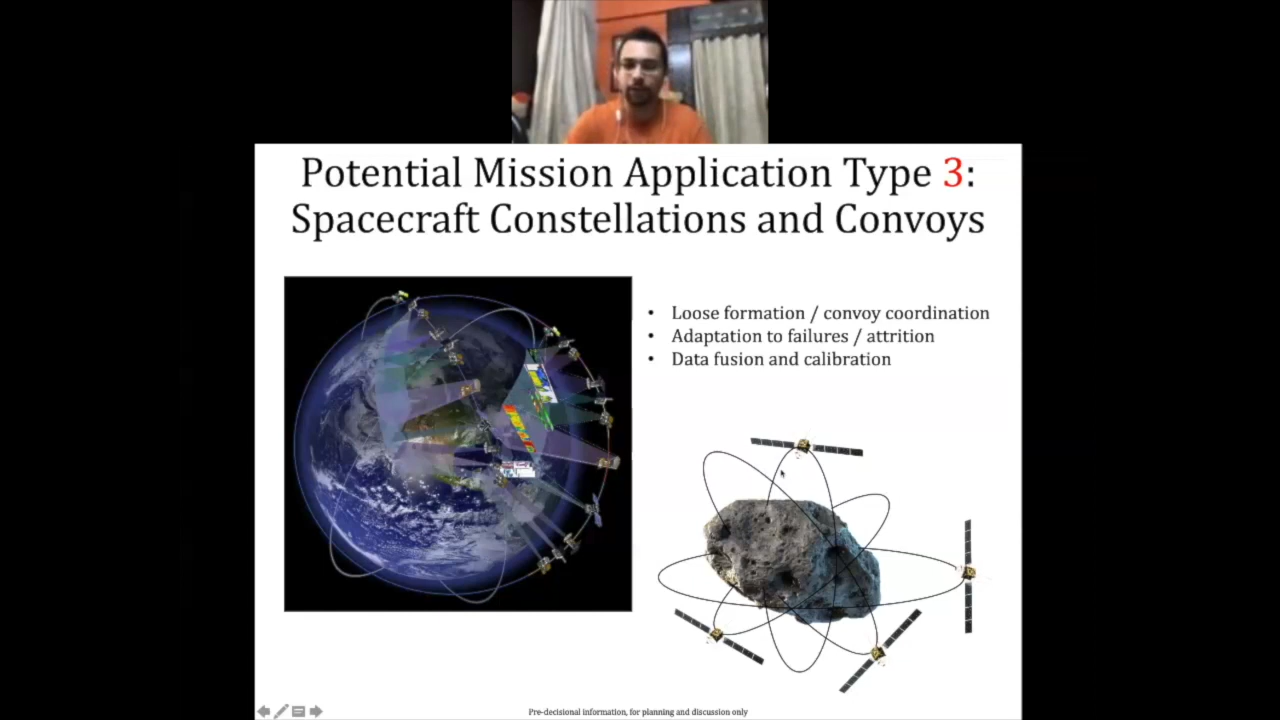 Potential Mission Application Type 3:
Spacecraft Constellations and Convoys
• Loose formation / convoy coordination
• Adaptation to failures / attrition
• Data fusion and calibration
Pre-decisional information, for planning and discussion only